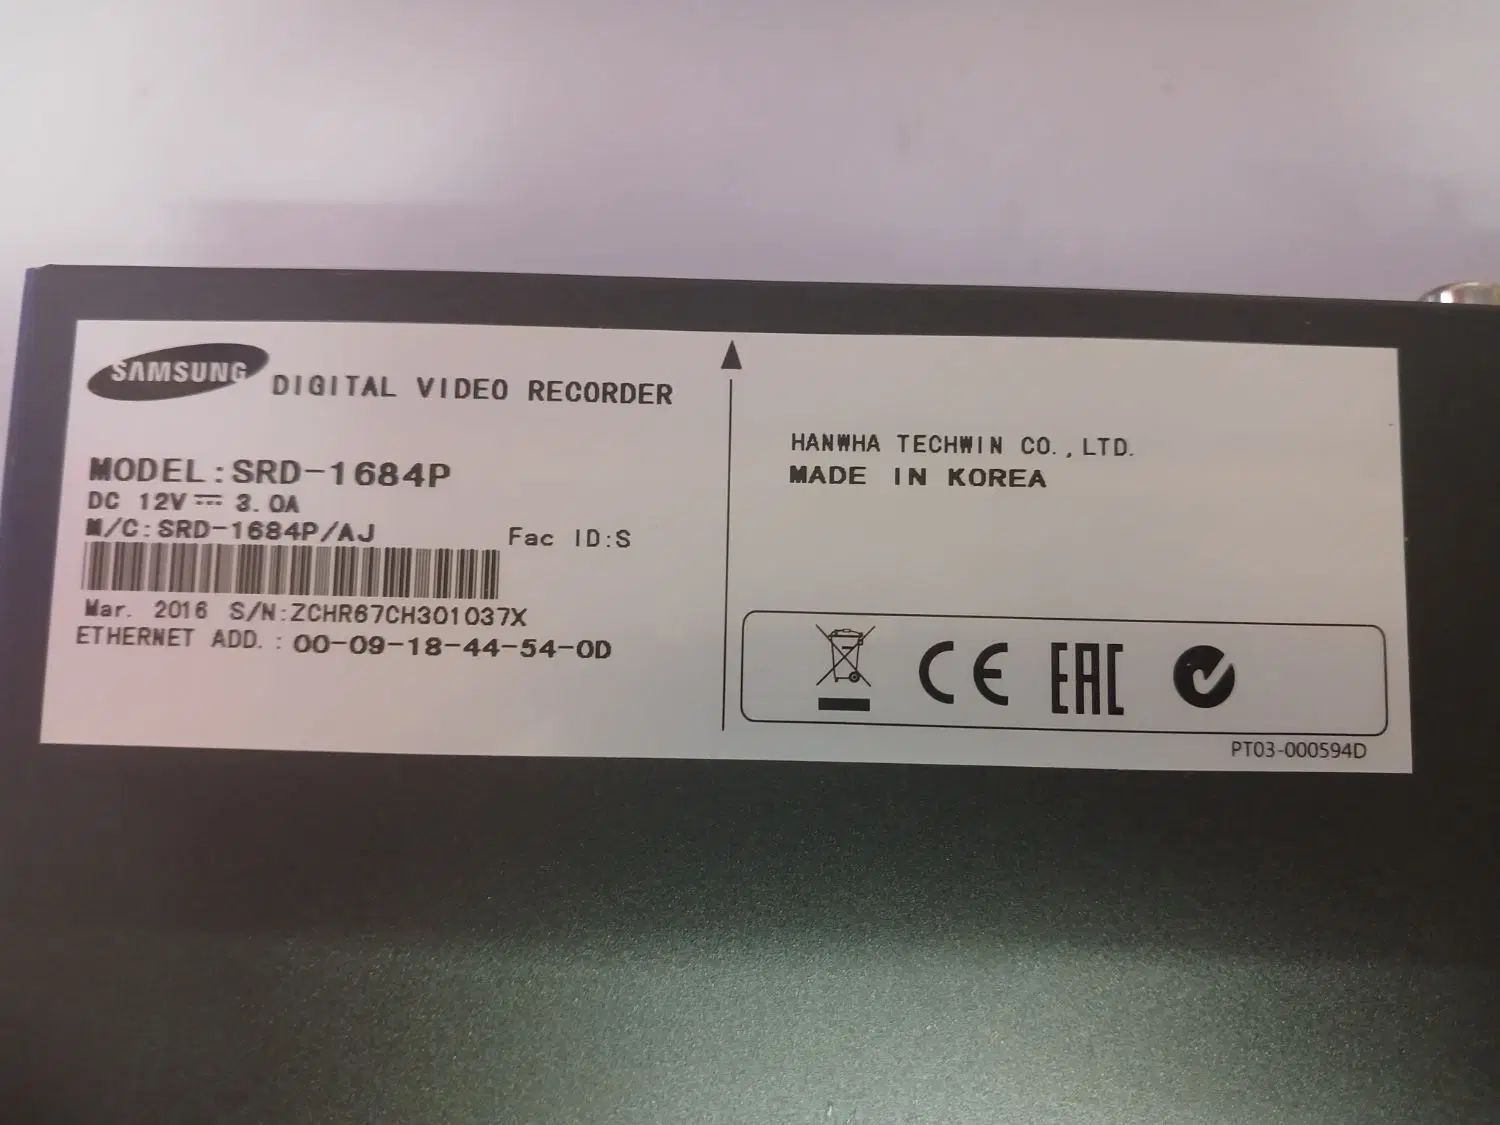 SAMSUNG DIGITAL VIDEO RECORDER
MODEL:SRD-1684P
DC 12V 3.0A
M/C:SRD-1684P/AJ Fac ID:S
Mar. 2016 S/N:ZCHR67CH301037X
ETHERNET ADD.: 00-09-18-44-54-0D
HANWHA TECHWIN CO.,LTD.
MADE IN KOREA
CE EAC
PT03-000594D